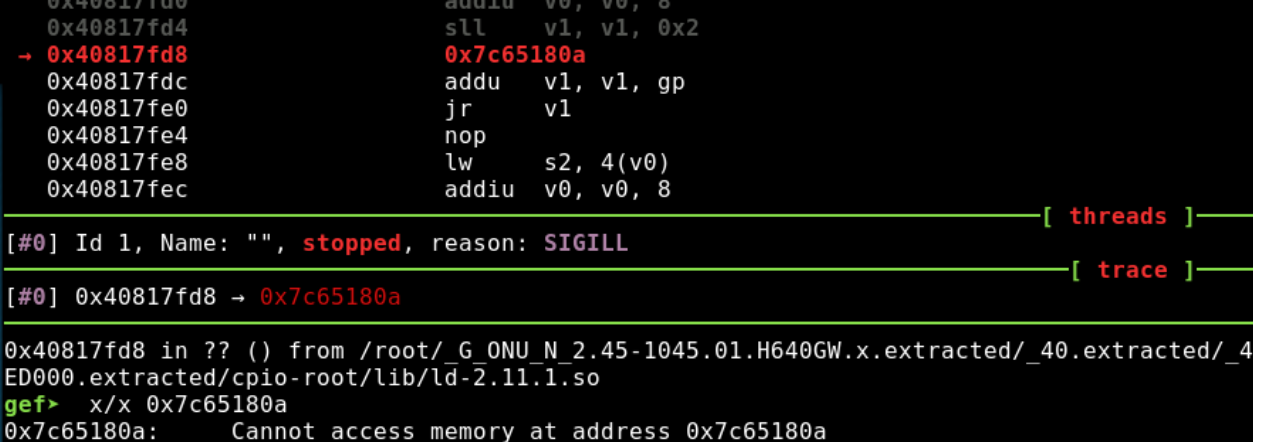 0x40817fd0 addiu v0, v0, 8
0x40817fd4 sll v1, v1, 0x2
→ 0x40817fd8 0x7c65180a
0x40817fdc addu v1, v1, gp
0x40817fe0 jr v1
0x40817fe4 nop
0x40817fe8 lw s2, 4(v0)
0x40817fec addiu v0, v0, 8
[ threads ]
[#0] Id 1, Name: "", stopped, reason: SIGILL
[ trace ]
[#0] 0x40817fd8 → 0x7c65180a
0x40817fd8 in ?? () from /root/_G_ONU_N_2.45-1045.01.H640GW.x.extracted/_40.extracted/_4
ED000.extracted/cpio-root/lib/ld-2.11.1.so
gef➤ x/x 0x7c65180a
0x7c65180a: Cannot access memory at address 0x7c65180a